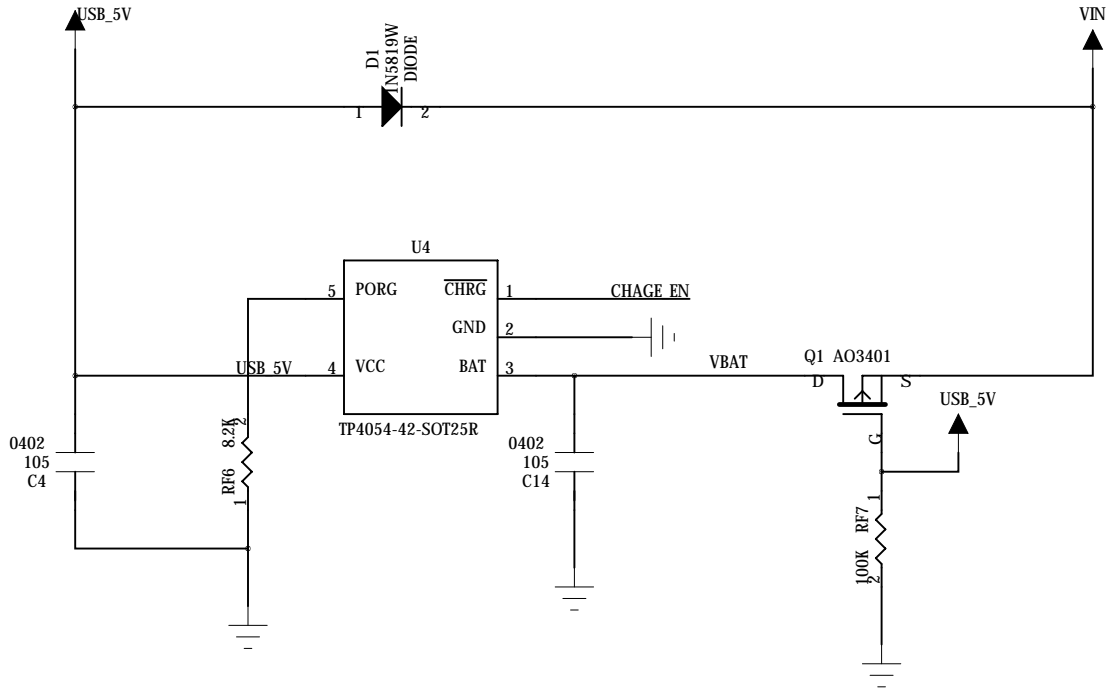 USB_5V
VIN
D1
1N5819W
DIODE
1
2
U4
5
PORG
CHRG
1
CHAGE_EN
GND
2
USB_5V
4
VCC
BAT
3
VBAT
Q1 AO3401
D
S
TP4054-42-SOT25R
USB_5V
G
0402
105
C4
2
8.2K
RF6
1
0402
105
C14
1
RF7
100K
2